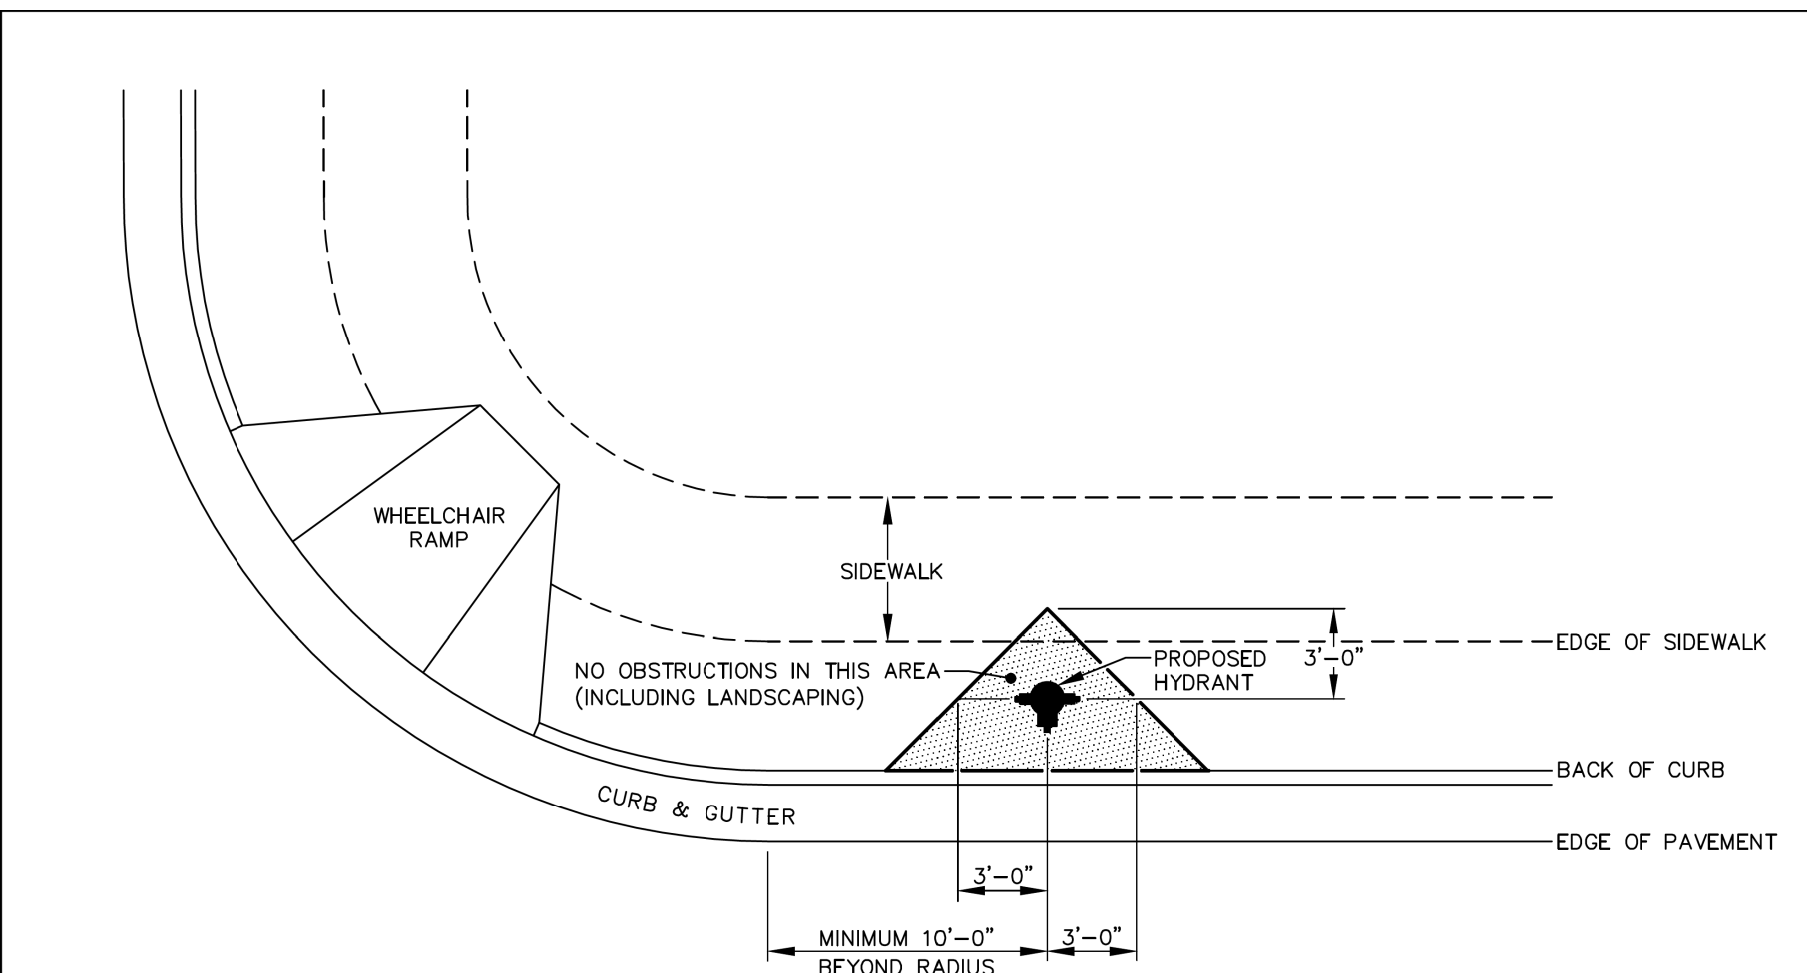 WHEELCHAIR
RAMP
SIDEWALK
EDGE OF SIDEWALK
NO OBSTRUCTIONS IN THIS AREA
(INCLUDING LANDSCAPING)
PROPOSED
HYDRANT
3'-0"
BACK OF CURB
CURB & GUTTER
EDGE OF PAVEMENT
3'-0"
MINIMUM 10'-0"
BEYOND RADIUS
3'-0"